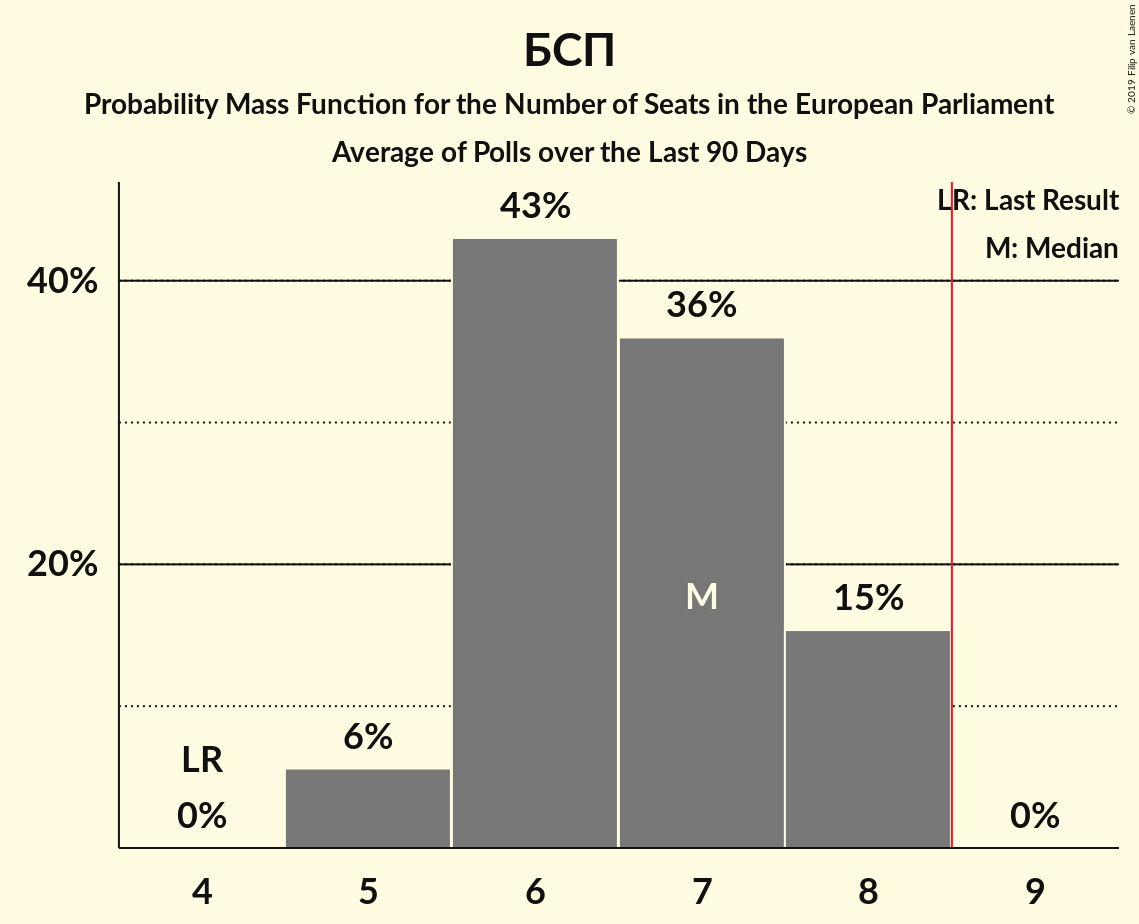 БСП
Probability Mass Function for the Number of Seats in the European Parliament
Average of Polls over the Last 90 Days
© 2019 Filip van Laenen
LR: Last Result
M: Median
43%
40%
36%
20%
M
15%
6%
LR
0%
0%
4 5 6 7 8 9